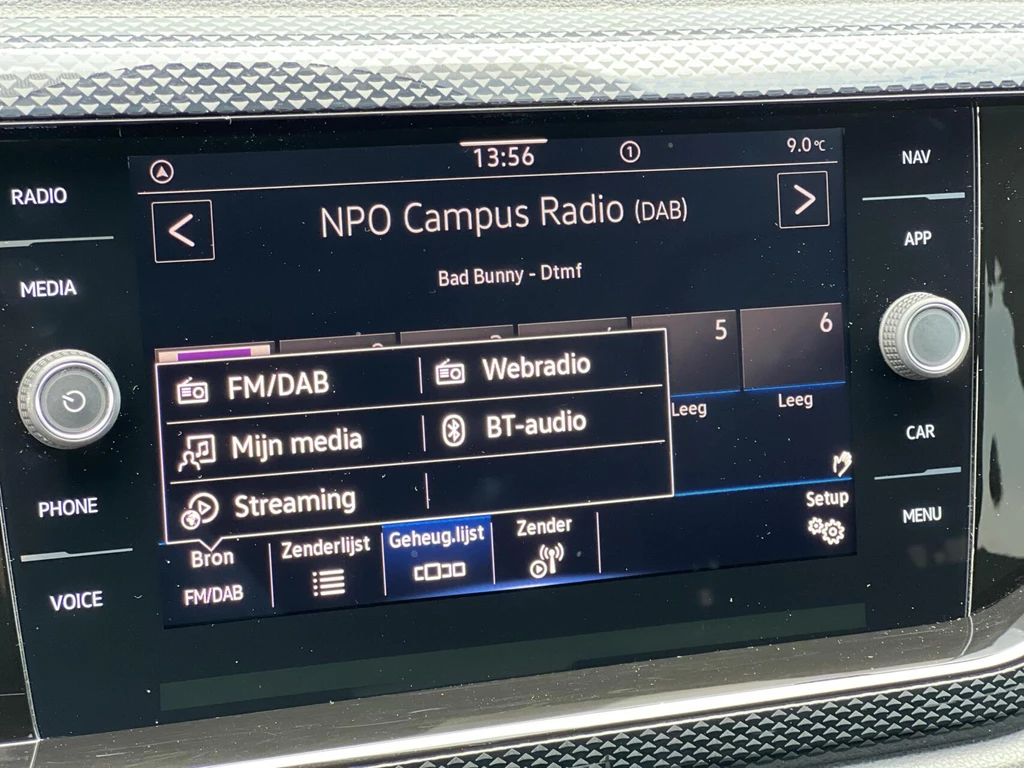 13:56
1
9.0°C
RADIO
NAV
<
NPO Campus Radio (DAB)
>
APP
MEDIA
Bad Bunny - Dtmf
5
6
FM/DAB
Webradio
Leeg
Leeg
Mijn media
BT-audio
CAR
PHONE
Streaming
Setup
MENU
Bron
Zenderlijst
Geheug.lijst
Zender
FM/DAB
VOICE